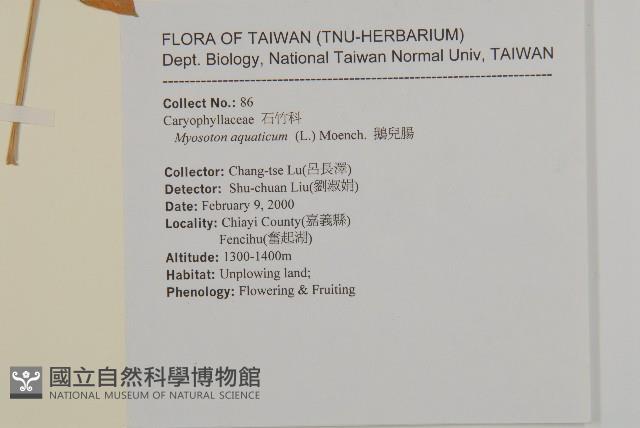 FLORA OF TAIWAN (TNU-HERBARIUM)
Dept. Biology, National Taiwan Normal Univ, TAIWAN
--------------------------------------------------------------------------------
Collect No.: 86
Caryophyllaceae 石竹科
Myosoton aquaticum (L.) Moench. 鵝兒腸
Collector: Chang-tse Lu(呂長澤)
Detector: Shu-chuan Liu(劉淑娟)
Date: February 9, 2000
Locality: Chiayi County(嘉義縣)
Fencihu(奮起湖)
Altitude: 1300-1400m
Habitat: Unplowing land;
Phenology: Flowering & Fruiting
國立自然科學博物館
NATIONAL MUSEUM OF NATURAL SCIENCE